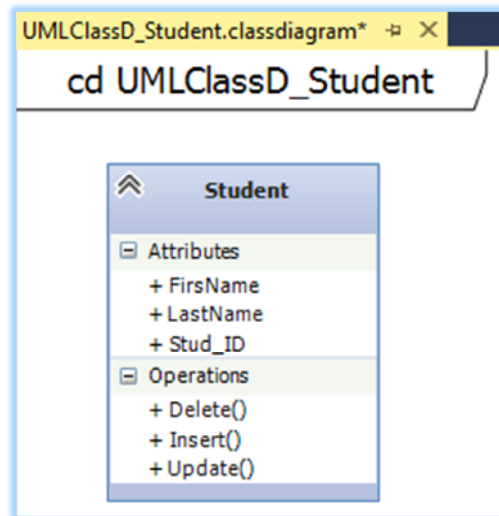 UMLClassD_Student.classdiagram*
cd UMLClassD_Student
Student
Attributes
+ FirsName
+ LastName
+ Stud_ID
Operations
+ Delete()
+ Insert()
+ Update()